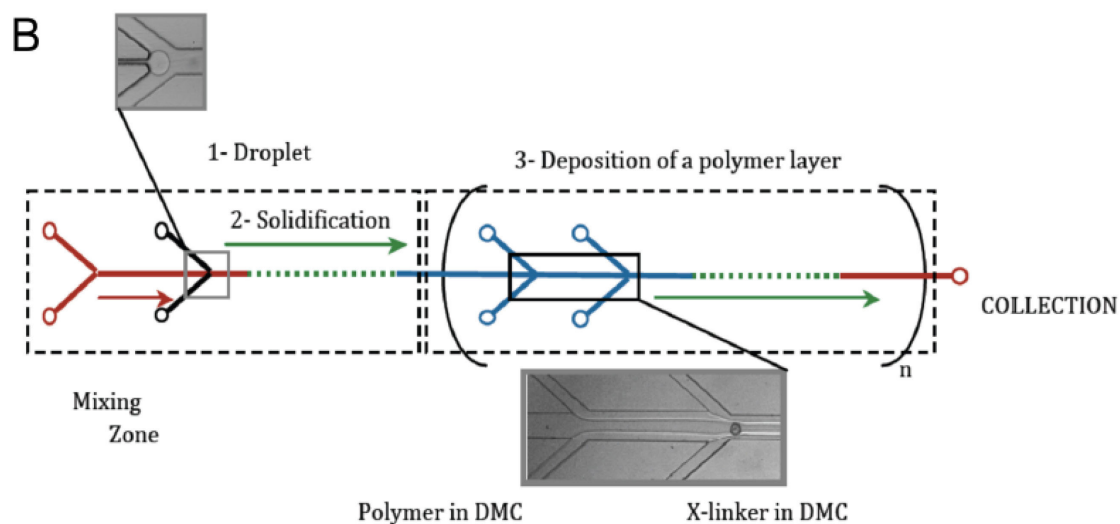 B
1- Droplet
3- Deposition of a polymer layer
2- Solidification
COLLECTION
n
Mixing
Zone
Polymer in DMC
X-linker in DMC